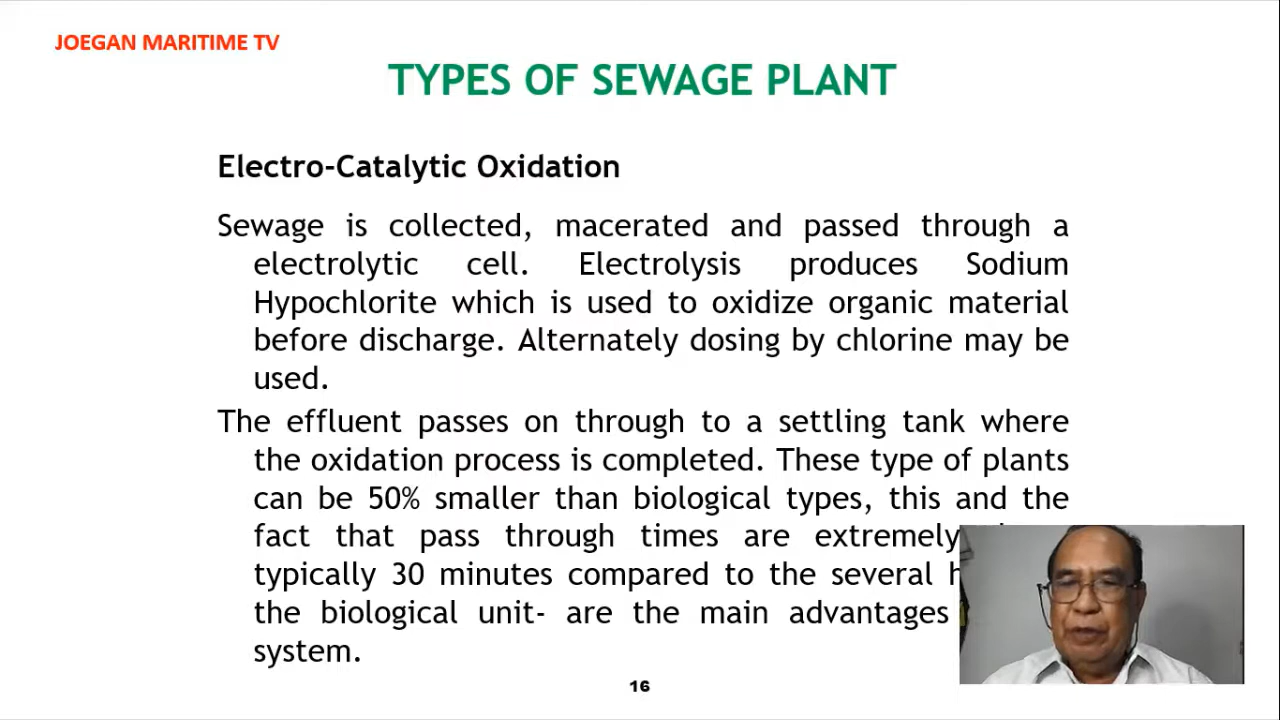 JOEGAN MARITIME TV
TYPES OF SEWAGE PLANT
Electro-Catalytic Oxidation
Sewage is collected, macerated and passed through a
electrolytic cell. Electrolysis produces Sodium
Hypochlorite which is used to oxidize organic material
before discharge. Alternately dosing by chlorine may be
used.
The effluent passes on through to a settling tank where
the oxidation process is completed. These type of plants
can be 50% smaller than biological types, this and the
fact that pass through times are extremely
typically 30 minutes compared to the several
the biological unit- are the main advantages
system.
16